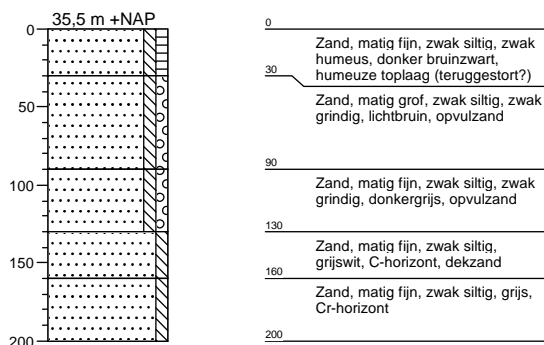 35,5 m +NAP
0
50
100
150
200
0
Zand, matig fijn, zwak siltig, zwak
humeus, donker bruinzwart,
humeuze toplaag (teruggestort?)
30
Zand, matig grof, zwak siltig, zwak
grindig, lichtbruin, opvulzand
90
Zand, matig fijn, zwak siltig, zwak
grindig, donkergrijs, opvulzand
130
Zand, matig fijn, zwak siltig,
grijswit, C-horizont, dekzand
160
Zand, matig fijn, zwak siltig, grijs,
Cr-horizont
200